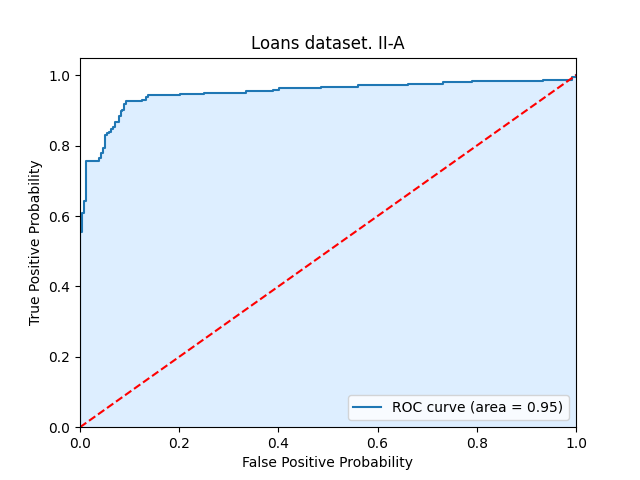 Loans dataset. II-A
True Positive Probability
1.0
0.8
0.6
0.4
0.2
0.0
ROC curve (area = 0.95)
0.0 0.2 0.4 0.6 0.8 1.0
False Positive Probability